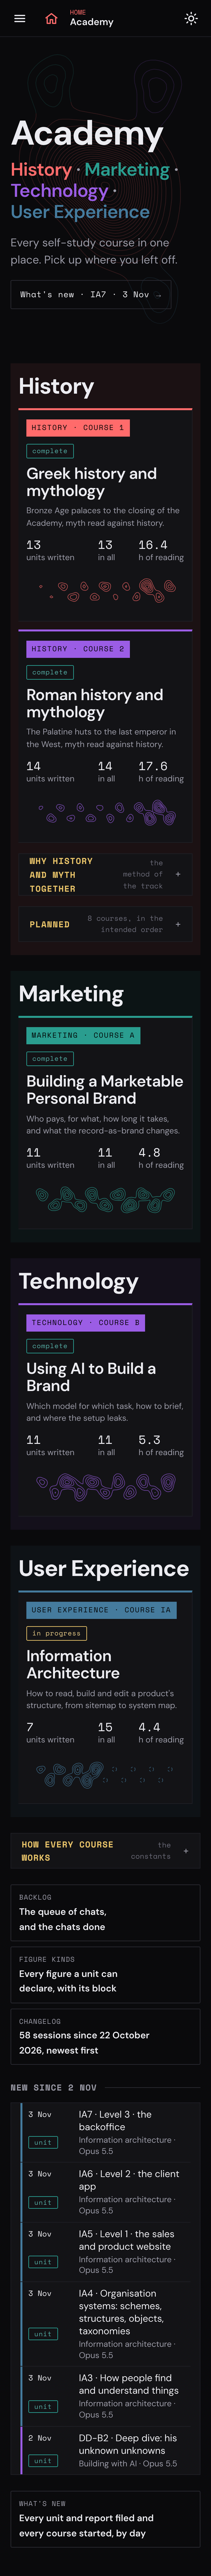 HOME
Academy
Academy
History · Marketing ·
Technology ·
User Experience
Every self-study course in one
place. Pick up where you left off.
What's new · IA7 · 3 Nov →
History
HISTORY · COURSE 1
complete
Greek history and
mythology
Bronze Age palaces to the closing of the
Academy, myth read against history.
13 13 16.4
units written in all h of reading
HISTORY · COURSE 2
complete
Roman history and
mythology
The Palatine huts to the last emperor in
the West, myth read against history.
14 14 17.6
units written in all h of reading
WHY HISTORY
AND MYTH
TOGETHER
the
method of
the track
+
PLANNED
8 courses, in the
intended order
+
Marketing
MARKETING · COURSE A
complete
Building a Marketable
Personal Brand
Who pays, for what, how long it takes,
and what the record-as-brand changes.
11 11 4.8
units written in all h of reading
Technology
TECHNOLOGY · COURSE B
complete
Using AI to Build a
Brand
Which model for which task, how to brief,
and where the setup leaks.
11 11 5.3
units written in all h of reading
User Experience
USER EXPERIENCE · COURSE IA
in progress
Information
Architecture
How to read, build and edit a product's
structure, from sitemap to system map.
7 15 4.4
units written in all h of reading
HOW EVERY COURSE
WORKS
the
constants
+
BACKLOG
The queue of chats,
and the chats done
FIGURE KINDS
Every figure a unit can
declare, with its block
CHANGELOG
58 sessions since 22 October
2026, newest first
NEW SINCE 2 NOV
3 Nov
unit
IA7 · Level 3 · the
backoffice
Information architecture ·
Opus 5.5
3 Nov
unit
IA6 · Level 2 · the client
app
Information architecture ·
Opus 5.5
3 Nov
unit
IA5 · Level 1 · the sales
and product website
Information architecture ·
Opus 5.5
3 Nov
unit
IA4 · Organisation
systems: schemes,
structures, objects,
taxonomies
Information architecture ·
Opus 5.5
3 Nov
unit
IA3 · How people find
and understand things
Information architecture ·
Opus 5.5
2 Nov
unit
DD-B2 · Deep dive: his
unknown unknowns
Building with AI · Opus 5.5
WHAT'S NEW
Every unit and report filed and
every course started, by day